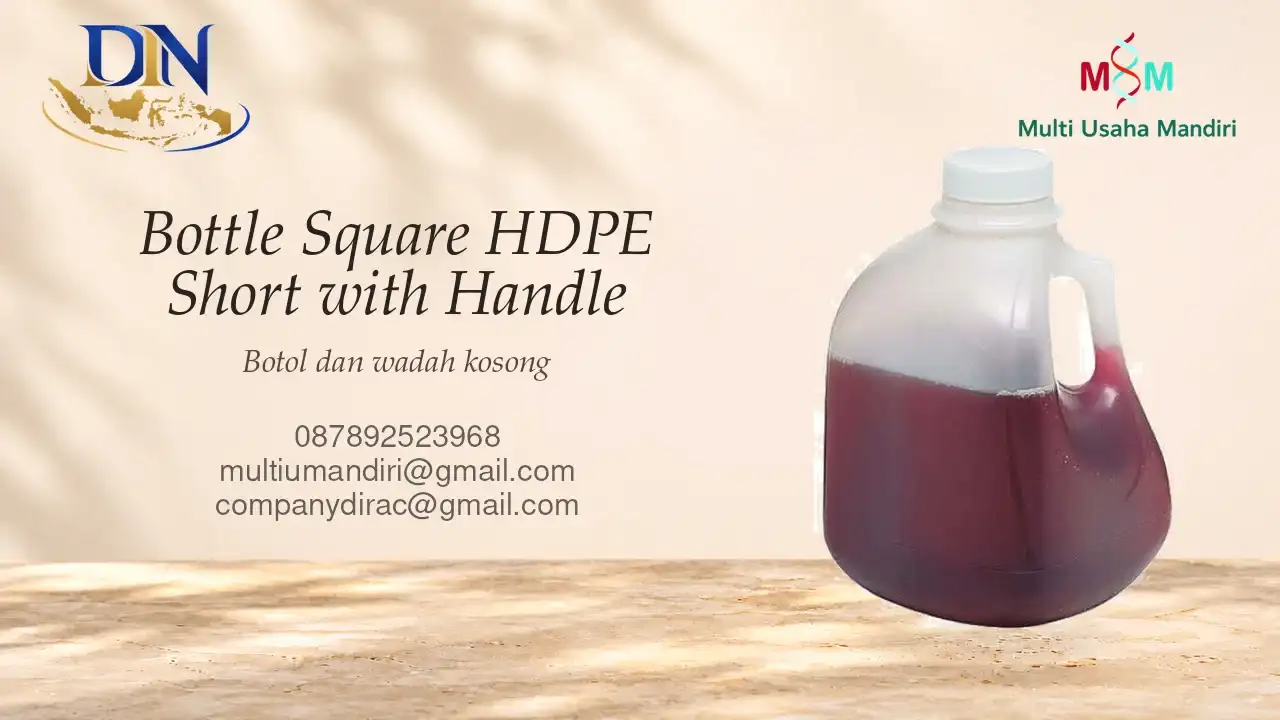 DIN
M M
Multi Usaha Mandiri
Bottle Square HDPE
Short with Handle
Botol dan wadah kosong
087892523968
multiumandiri@gmail.com
companydirac@gmail.com